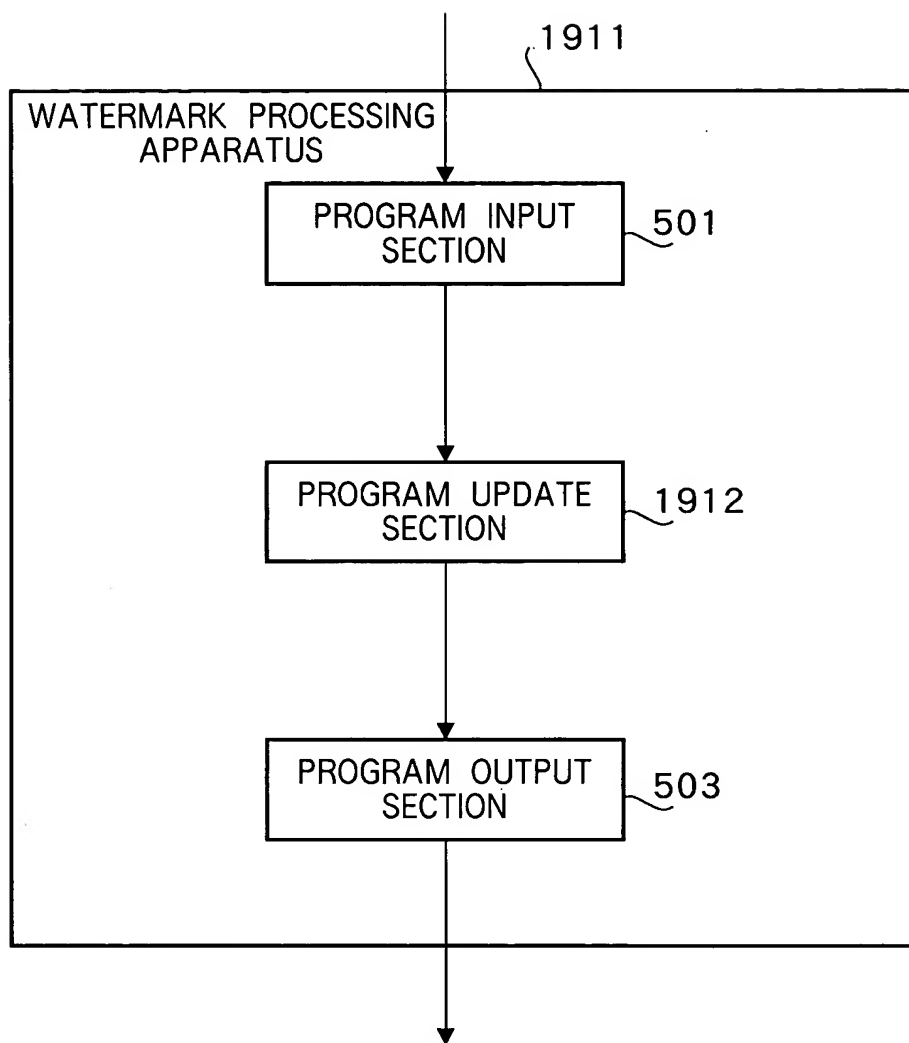 1911
WATERMARK PROCESSING
APPARATUS
PROGRAM INPUT
SECTION
501
PROGRAM UPDATE
SECTION
1912
PROGRAM OUTPUT
SECTION
503